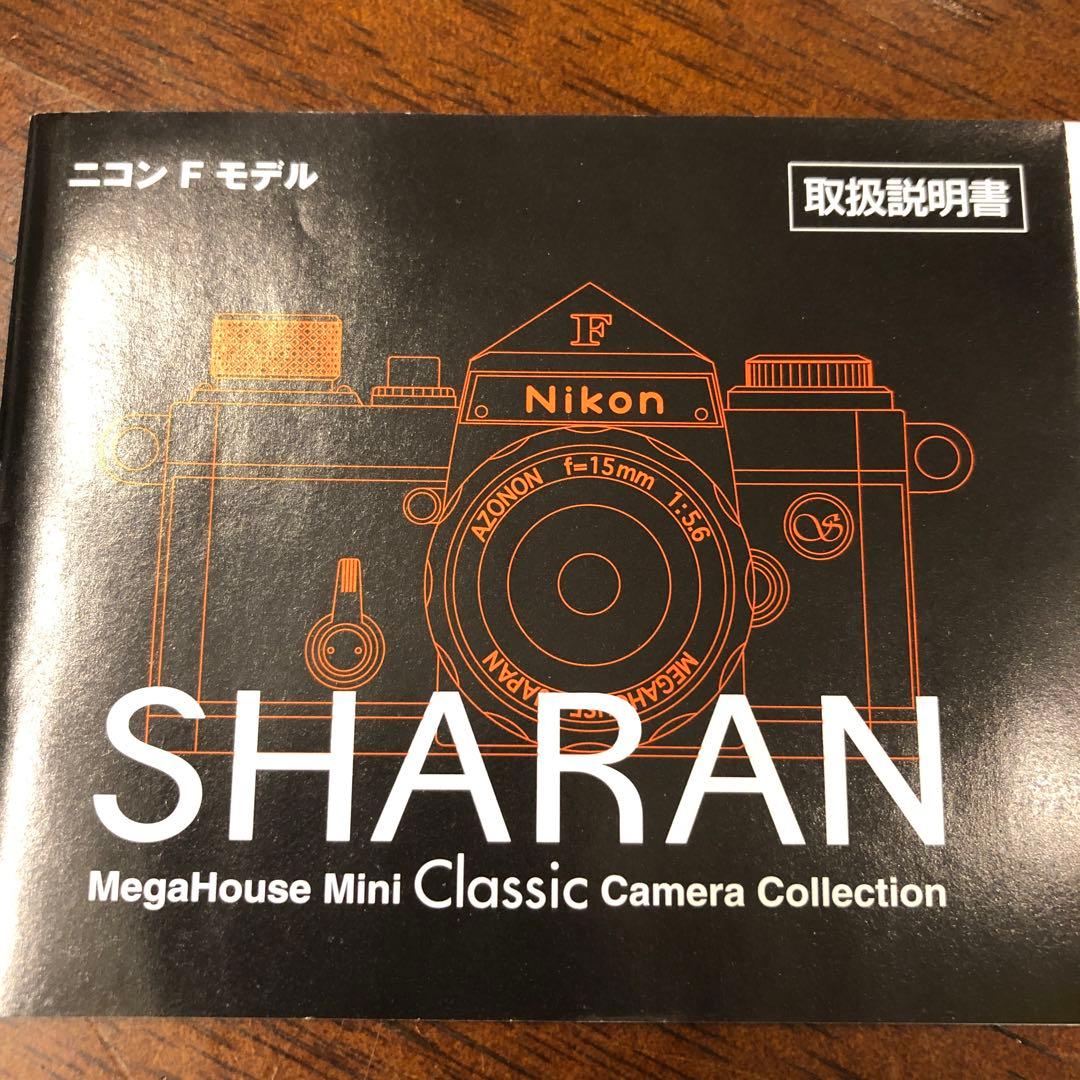 ニコン F モデル
取扱説明書
F
Nikon
AZONON f=15mm 1:5.6
S
SHARAN
MegaHouse Mini Classic Camera Collection